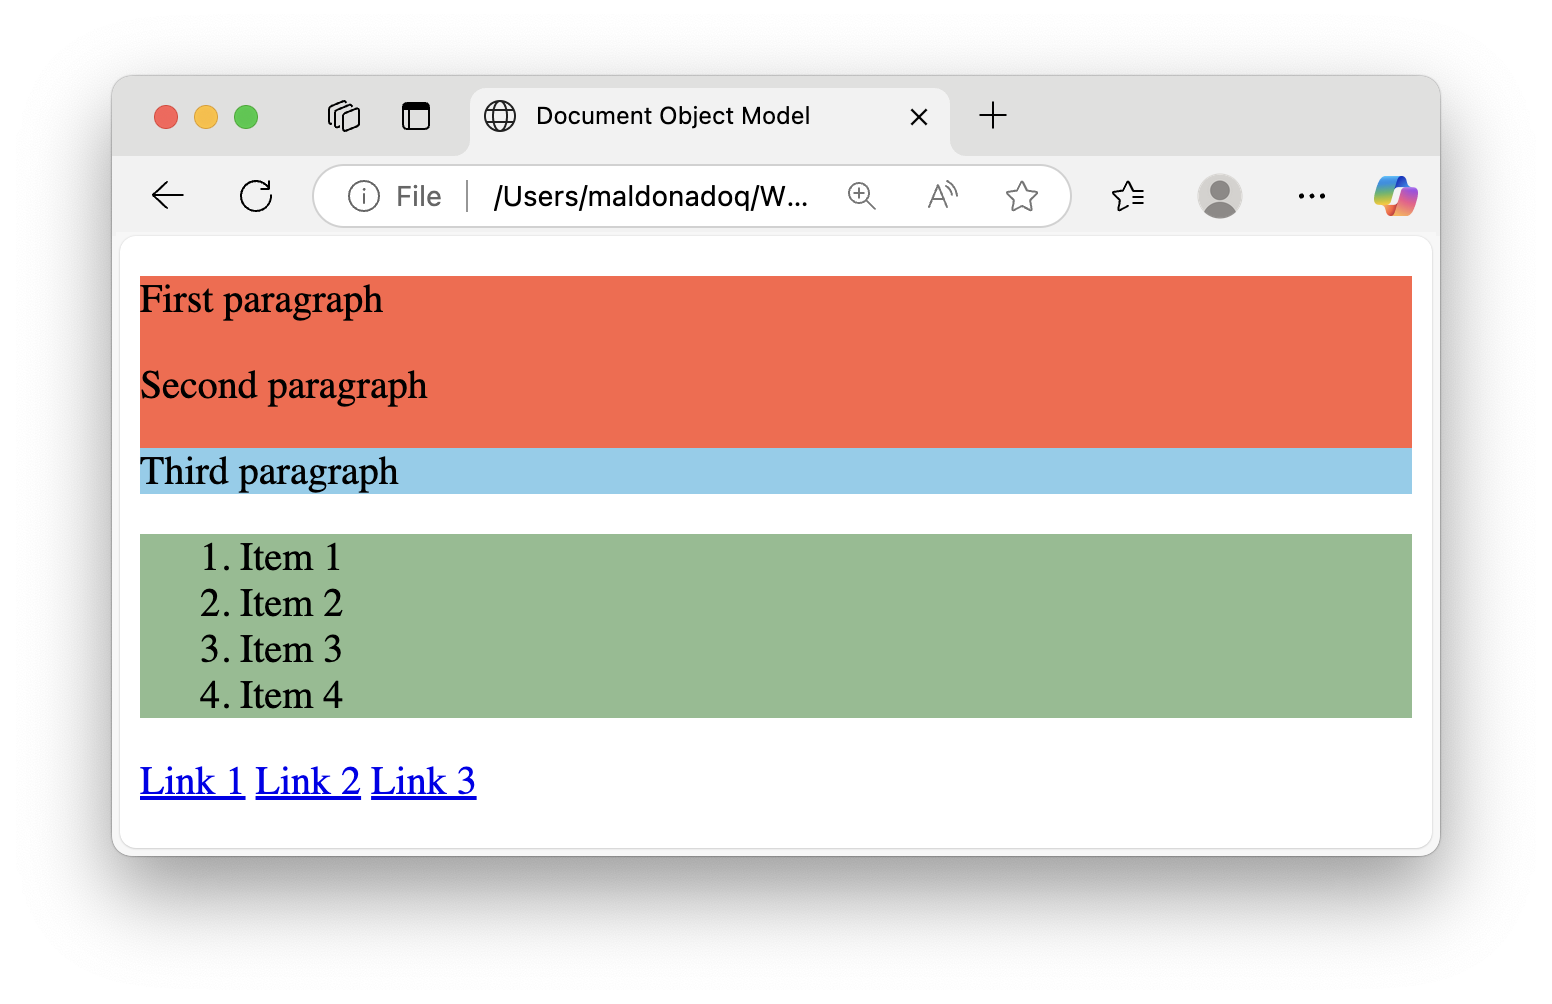 Document Object Model
File /Users/maldonadoq/W...
First paragraph
Second paragraph
Third paragraph
1. Item 1
2. Item 2
3. Item 3
4. Item 4
Link 1 Link 2 Link 3